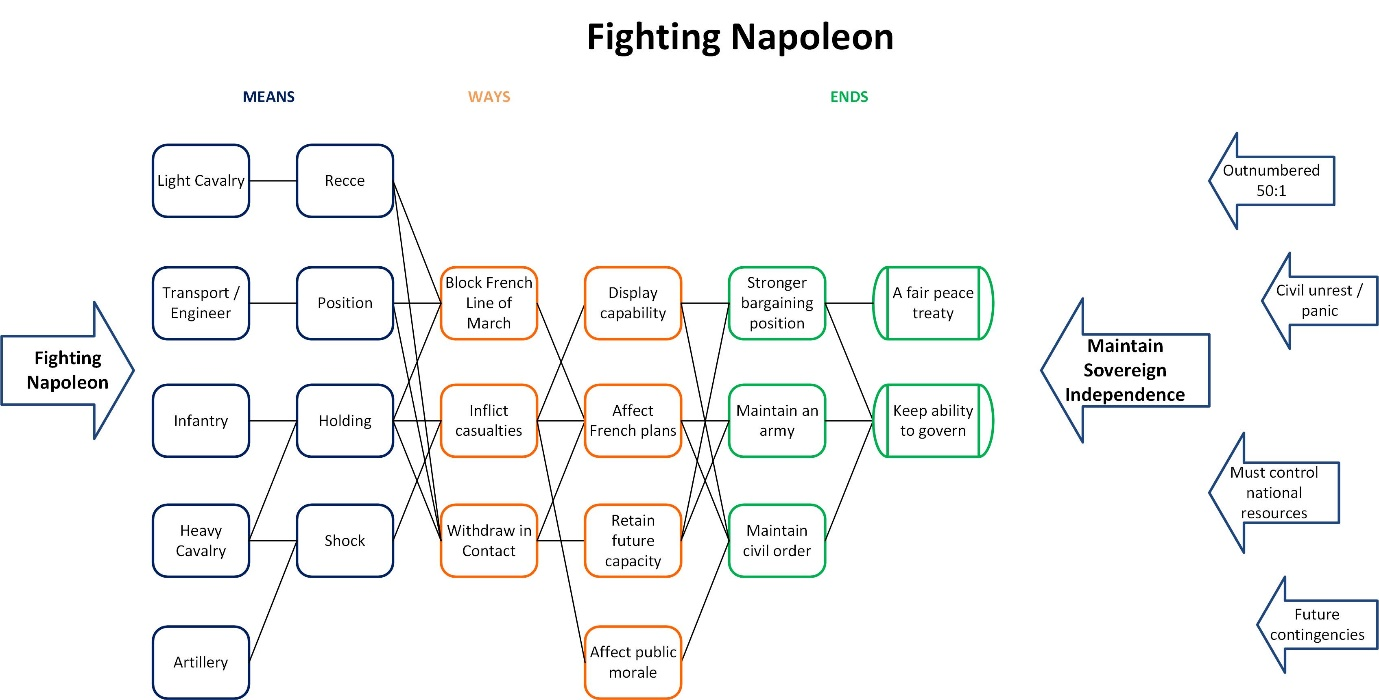 Fighting Napoleon
MEANS
WAYS
ENDS
Light Cavalry
Recce
Outnumbered
50:1
Transport /
Engineer
Position
Block French
Line of
March
Display
capability
Stronger
bargaining
position
A fair peace
treaty
Civil unrest /
panic
Fighting
Napoleon
Maintain
Sovereign
Independence
Infantry
Holding
Inflict
casualties
Affect
French plans
Maintain an
army
Keep ability
to govern
Must control
national
resources
Heavy
Cavalry
Shock
Withdraw in
Contact
Retain
future
capacity
Maintain
civil order
Future
contingencies
Artillery
Affect public
morale